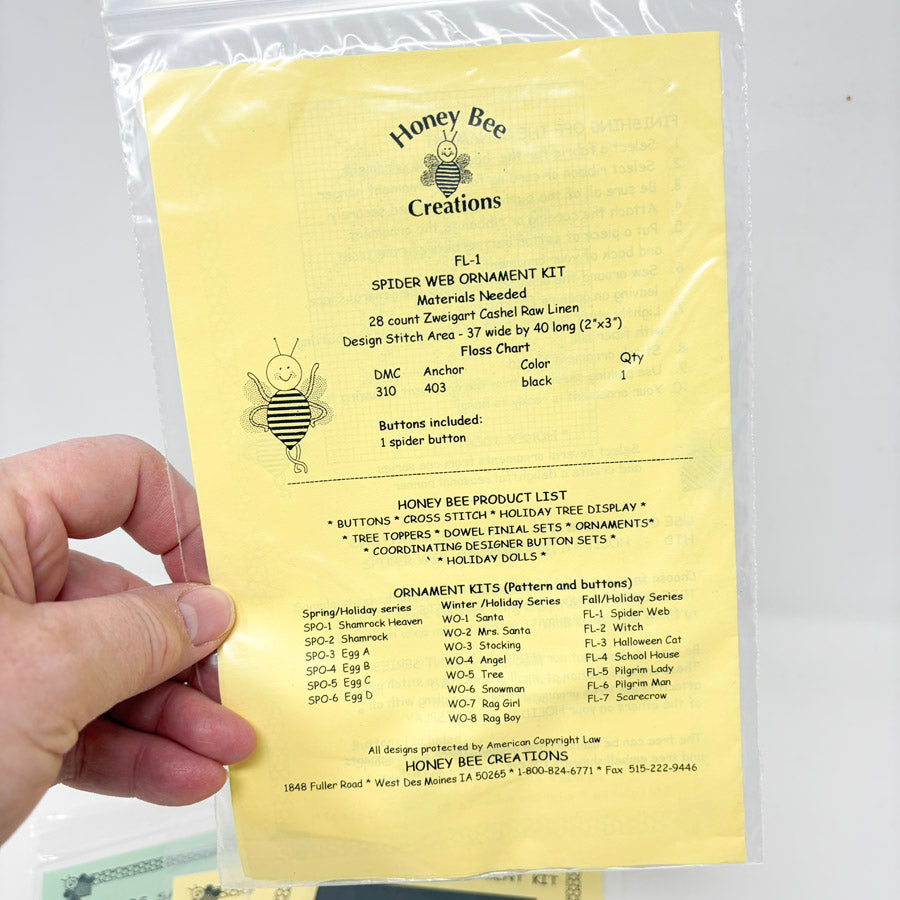 Honey Bee
Creations
FL-1
SPIDER WEB ORNAMENT KIT
Materials Needed
28 count Zweigart Cashel Raw Linen
Design Stitch Area - 37 wide by 40 long (2"x3")
Floss Chart
DMC Anchor Color Qty
310 403 black 1
Buttons included:
1 spider button
HONEY BEE PRODUCT LIST
* BUTTONS * CROSS STITCH * HOLIDAY TREE DISPLAY *
* TREE TOPPERS * DOWEL FINIAL SETS * ORNAMENTS*
* COORDINATING DESIGNER BUTTON SETS *
* HOLIDAY DOLLS *
ORNAMENT KITS (Pattern and buttons)
Spring/Holiday series Winter /Holiday Series Fall/Holiday Series
SPO-1 Shamrock Heaven WO-1 Santa FL-1 Spider Web
SPO-2 Shamrock WO-2 Mrs. Santa FL-2 Witch
SPO-3 Egg A WO-3 Stocking FL-3 Halloween Cat
SPO-4 Egg B WO-4 Angel FL-4 School House
SPO-5 Egg C WO-5 Tree FL-5 Pilgrim Lady
SPO-6 Egg D WO-6 Snowman FL-6 Pilgrim Man
WO-7 Rag Girl FL-7 Scarecrow
WO-8 Rag Boy
All designs protected by American Copyright Law
HONEY BEE CREATIONS
1848 Fuller Road * West Des Moines IA 50265 * 1-800-824-6771 * Fax 515-222-9446
KIT